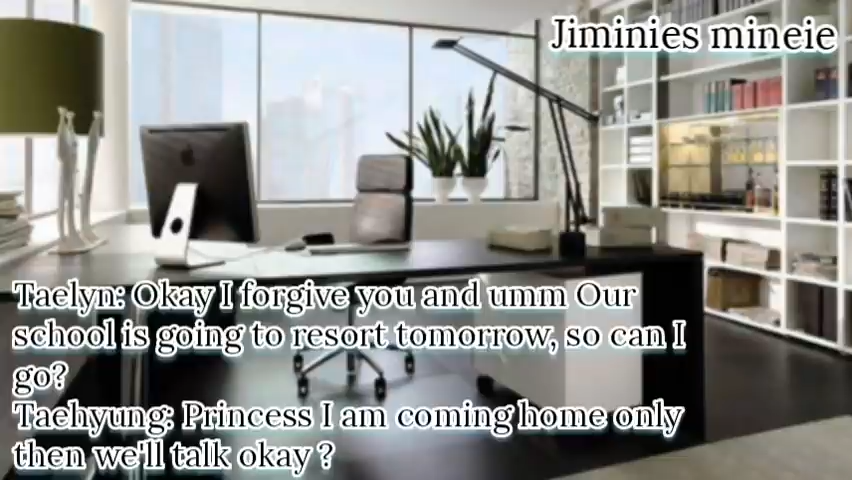 Jiminies mineie
Taelyn: Okay I forgive you and umm Our
school is going to resort tomorrow, so can I
go?
Taehyung: Princess I am coming home only
then we'll talk okay ?